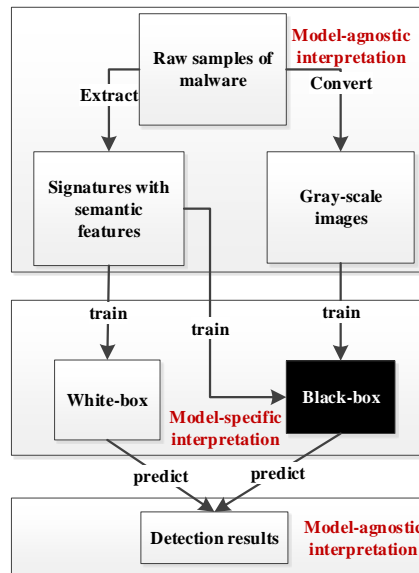 Model-agnostic
interpretation
Raw samples of
malware
Extract
Convert
Signatures with
semantic
features
Gray-scale
images
train
train
train
White-box
Black-box
Model-specific
interpretation
predict
predict
Detection results
Model-agnostic
interpretation